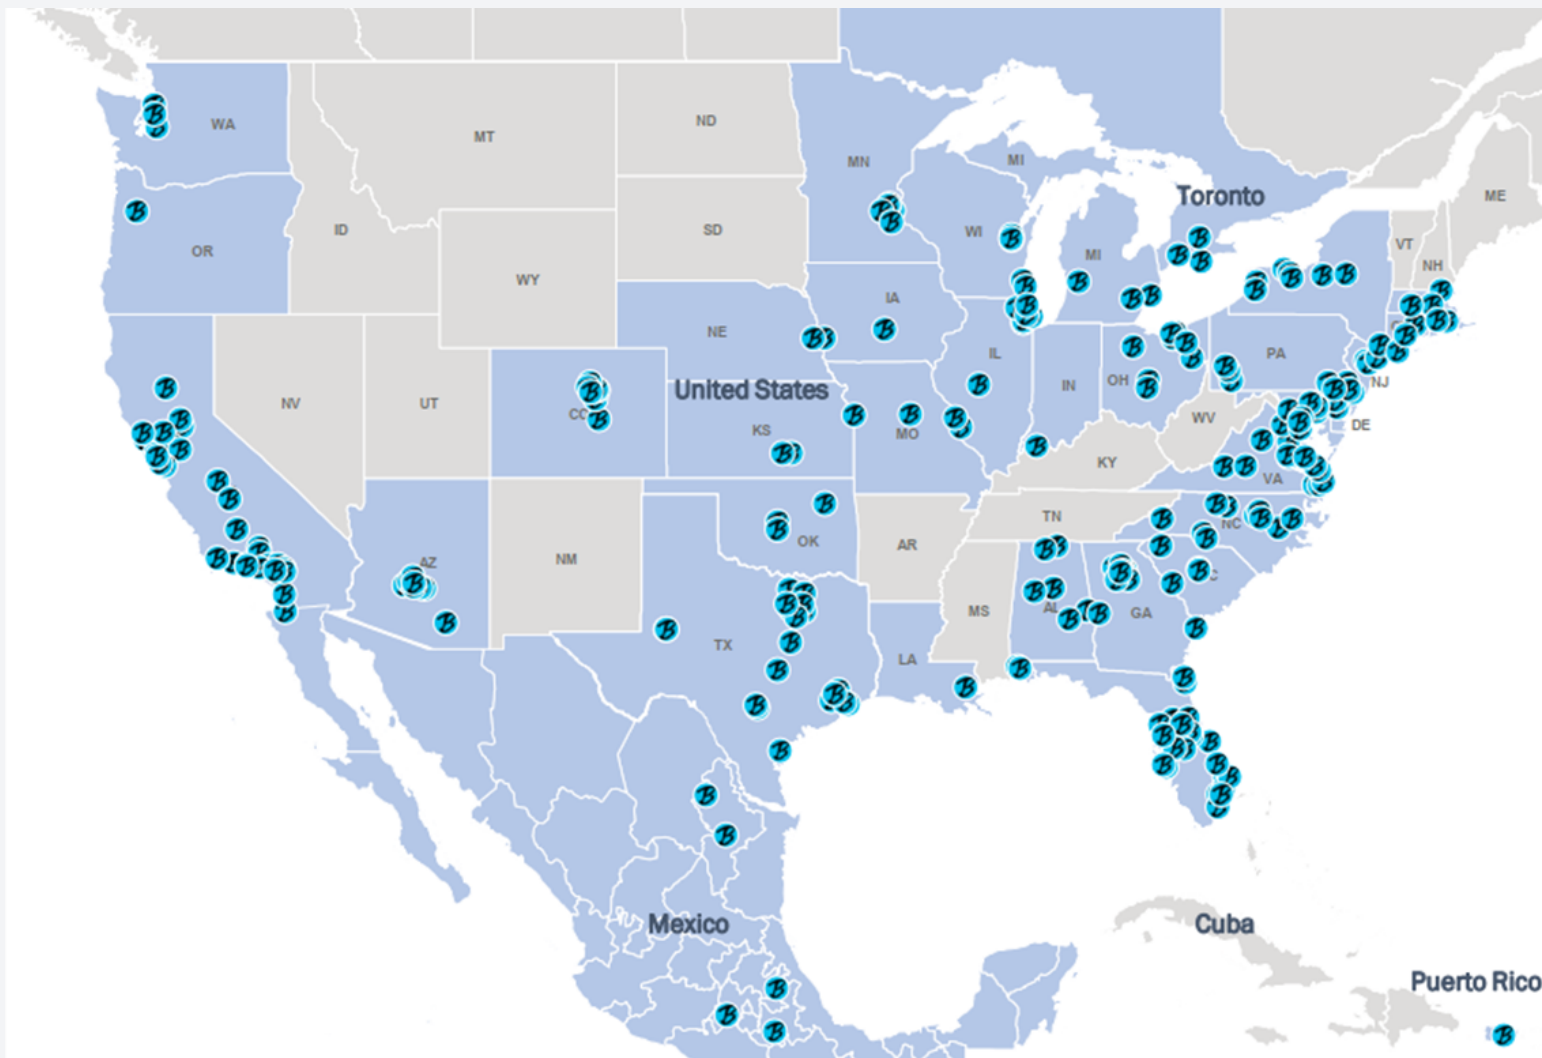 WA
MT
ND
MN
MI
Toronto
ME
OR
ID
SD
WI
MI
VT
NH
WY
IA
NE
IL
IN
OH
PA
NJ
United States
NV
UT
CO
KS
MO
WV
DE
KY
VA
TN
NC
AZ
NM
OK
AR
TX
LA
MS
AL
GA
Mexico
Cuba
Puerto Rico
B